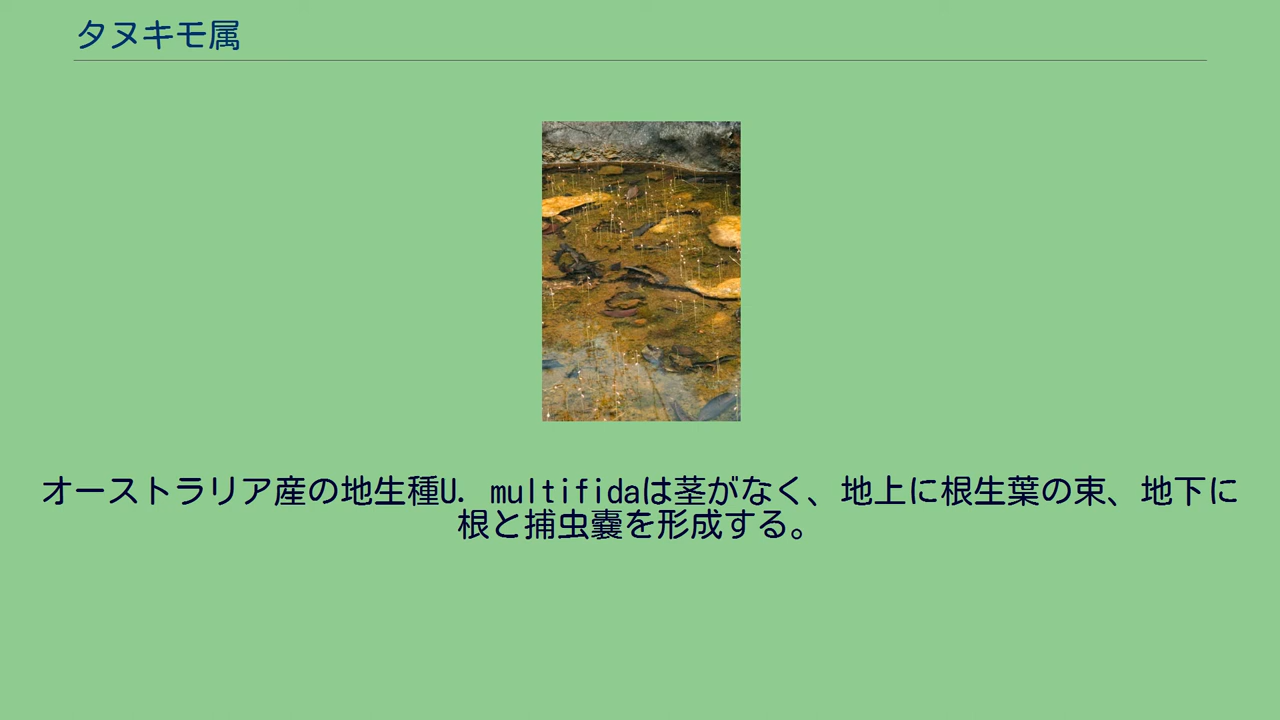 タヌキモ属
オーストラリア産の地生種U. multifidaは茎がなく、地上に根生葉の束、地下に
根と捕虫嚢を形成する。